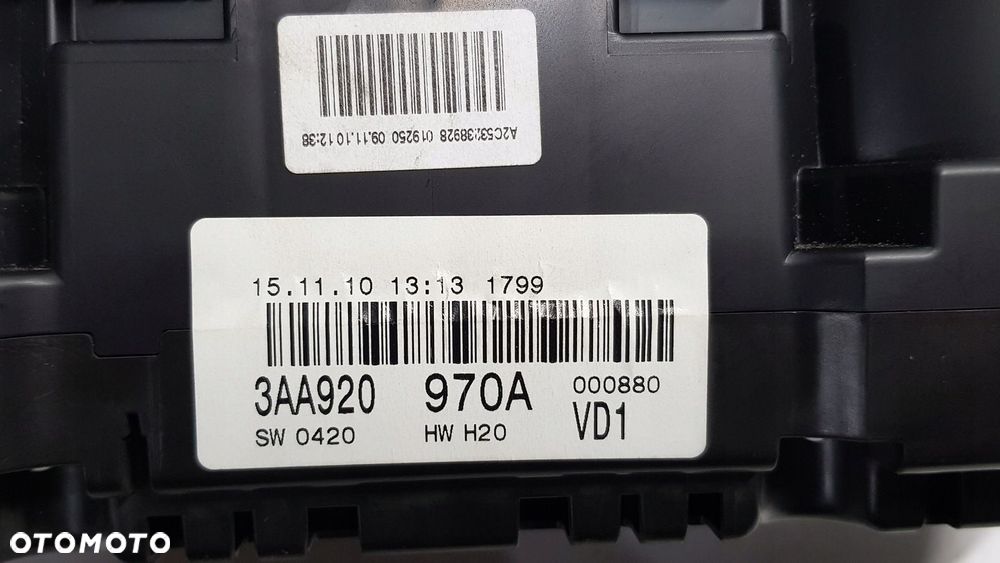 A2C53238928 019250 09.11.10 12:38
15.11.10 13:13 1799
3AA920 970A 000880
SW 0420 HW H20 VD1
OTOMOTO